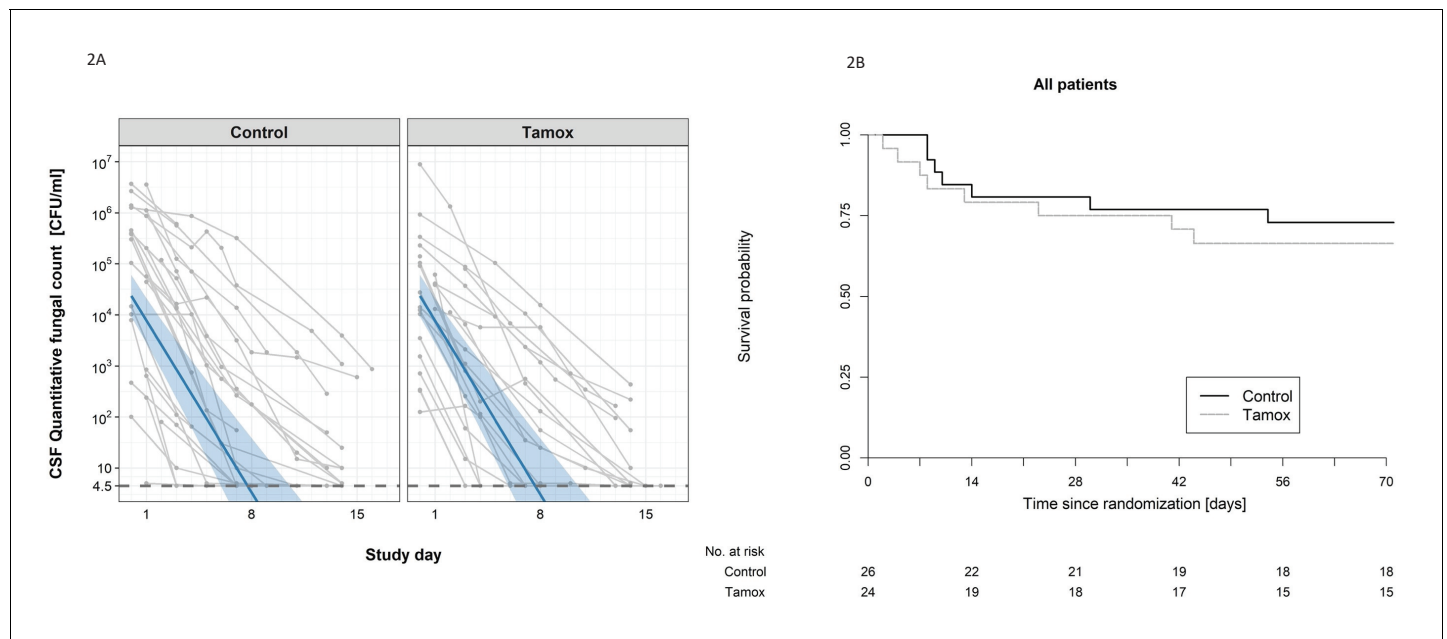 2A
Control
Tamox
CSF Quantitative fungal count [CFU/ml]
10⁷
10⁶
10⁵
10⁴
10³
10²
10
4.5
1 8 15
1 8 15
Study day
2B
All patients
Survival probability
1.00
0.75
0.50
0.25
0.00
Control
Tamox
0 14 28 42 56 70
Time since randomization [days]
No. at risk
Control 26 22 21 19 18 18
Tamox 24 19 18 17 15 15